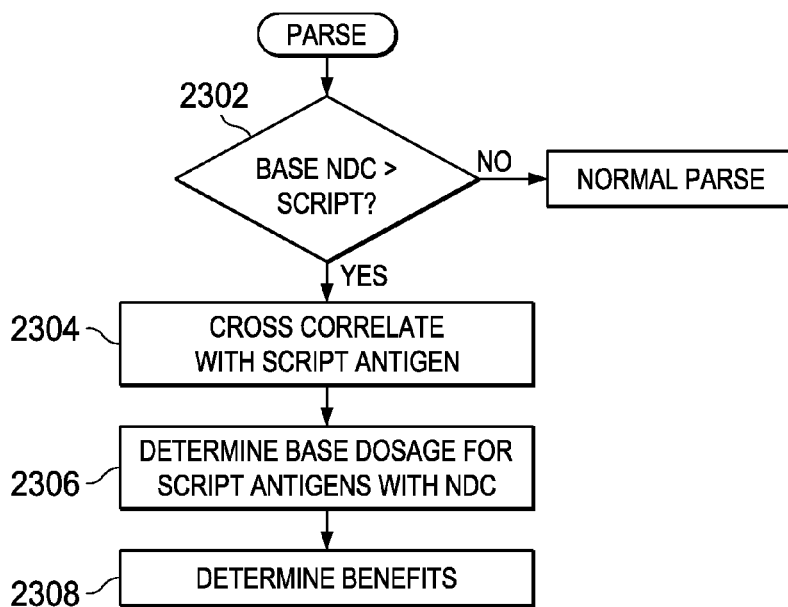 PARSE
2302
BASE NDC >
SCRIPT?
NO
NORMAL PARSE
YES
2304
CROSS CORRELATE
WITH SCRIPT ANTIGEN
2306
DETERMINE BASE DOSAGE FOR
SCRIPT ANTIGENS WITH NDC
2308
DETERMINE BENEFITS